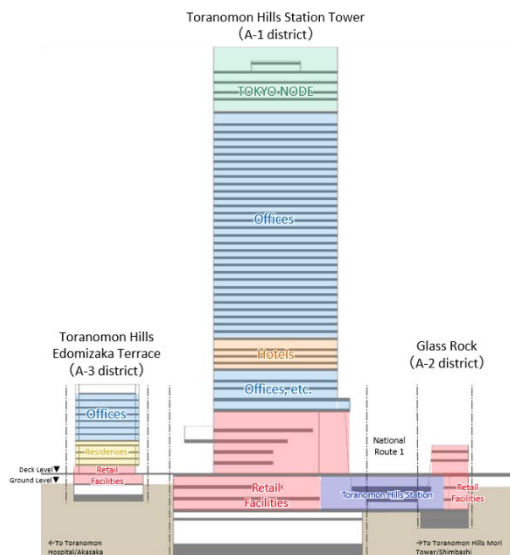 Toranomon Hills Station Tower
(A-1 district)
TOKYO NODE
Offices
Hotels
Offices, etc.
Toranomon Hills
Edomizaka Terrace
(A-3 district)
Offices
Residences
Retail
Facilities
Glass Rock
(A-2 district)
National
Route 1
Deck Level▼
Ground Level▼
Retail
Facilities
Toranomon Hills Station
Retail
Facilities
←To Toranomon
Hospital/Akasaka
→To Toranomon Hills Mori
Tower/Shimbashi